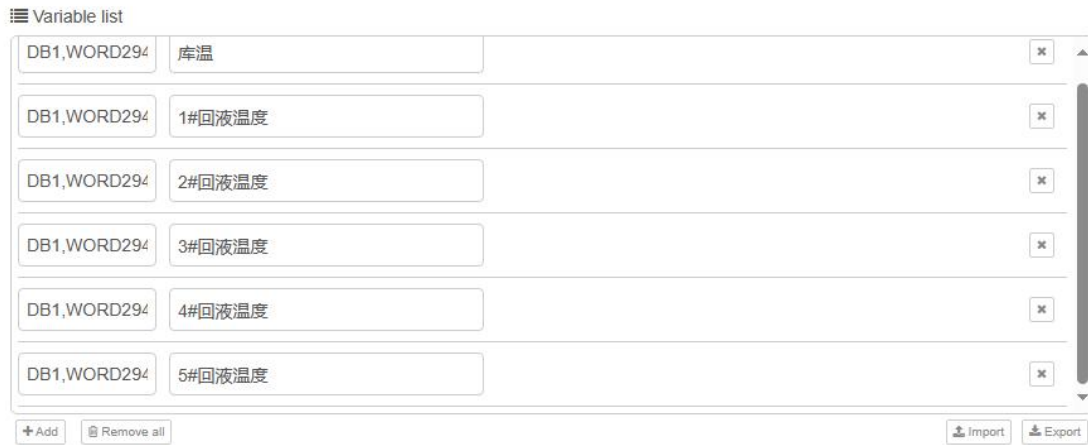 Variable list
DB1,WORD294 库温
DB1,WORD294 1#回液温度
DB1,WORD294 2#回液温度
DB1,WORD294 3#回液温度
DB1,WORD294 4#回液温度
DB1,WORD294 5#回液温度
Add Remove all Import Export